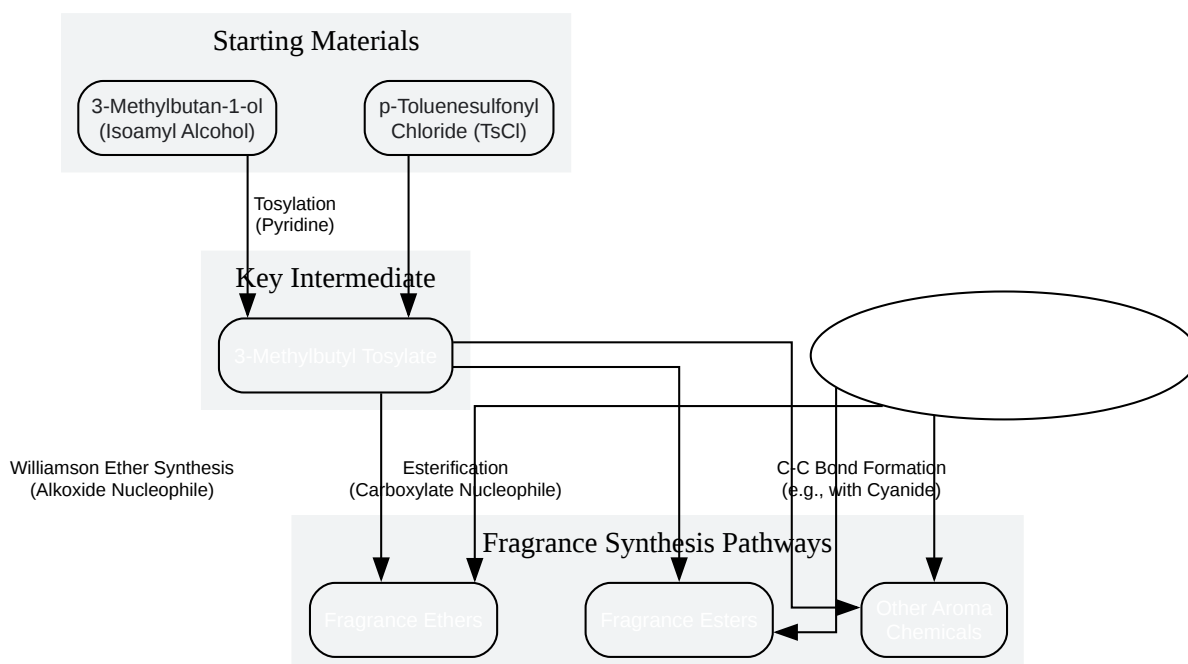 Starting Materials
3-Methylbutan-1-ol
(Isoamyl Alcohol)
p-Toluenesulfonyl
Chloride (TsCl)
Tosylation
(Pyridine)
Key Intermediate
3-Methylbutyl Tosylate
Williamson Ether Synthesis
(Alkoxide Nucleophile)
Esterification
(Carboxylate Nucleophile)
C-C Bond Formation
(e.g., with Cyanide)
Fragrance Synthesis Pathways
Fragrance Ethers
Fragrance Esters
Other Aroma
Chemicals